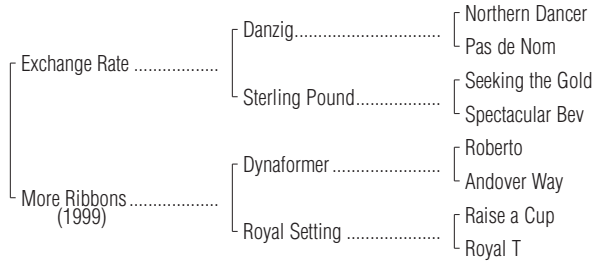 Northern Dancer
Danzig..............................
Pas de Nom
Exchange Rate .................
Seeking the Gold
Sterling Pound.................
Spectacular Bev
Roberto
Dynaformer .....................
Andover Way
More Ribbons..................
(1999)
Raise a Cup
Royal Setting ..................
Royal T